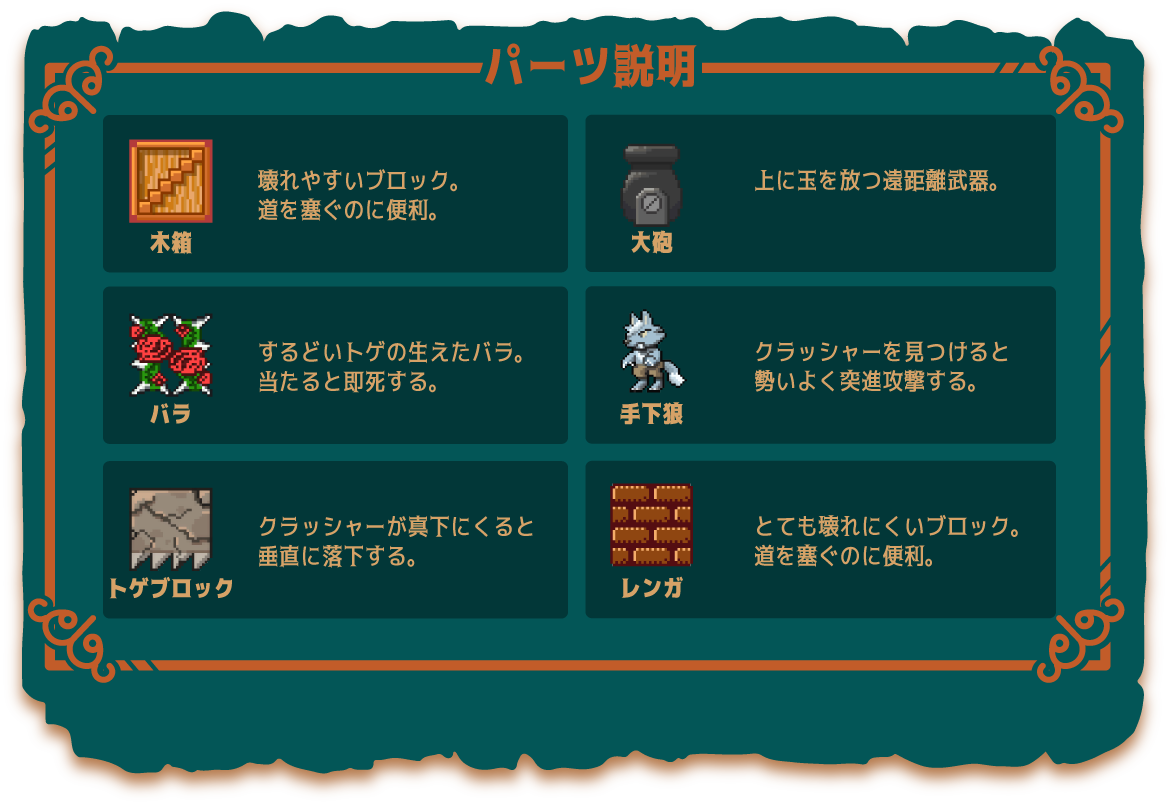 パーツ説明
壊れやすいブロック。
道を塞ぐのに便利。
木箱
上に玉を放つ遠距離武器。
大砲
するどいトゲの生えたバラ。
当たると即死する。
バラ
クラッシャーを見つけると
勢いよく突進攻撃する。
手下狼
クラッシャーが真下にくると
垂直に落下する。
トゲブロック
とても壊れにくいブロック。
道を塞ぐのに便利。
レンガ